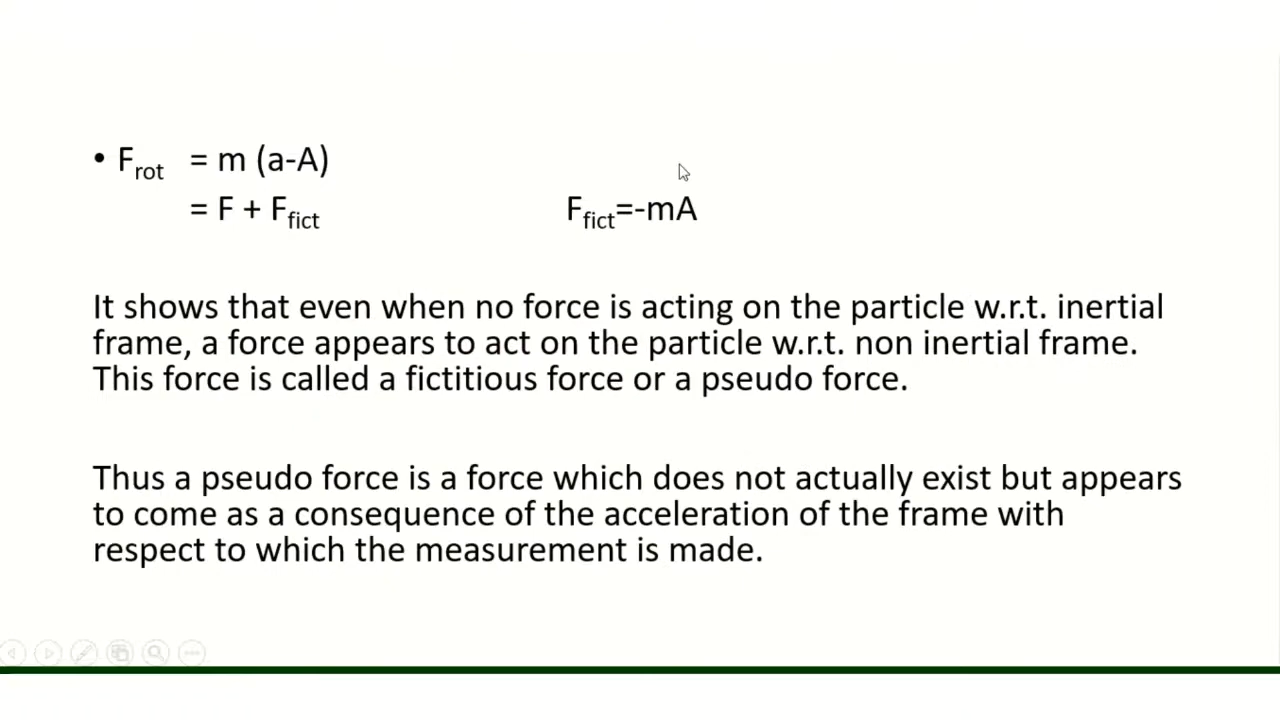 • Frot = m (a-A)
= F + Ffict Ffict=-mA
It shows that even when no force is acting on the particle w.r.t. inertial
frame, a force appears to act on the particle w.r.t. non inertial frame.
This force is called a fictitious force or a pseudo force.
Thus a pseudo force is a force which does not actually exist but appears
to come as a consequence of the acceleration of the frame with
respect to which the measurement is made.